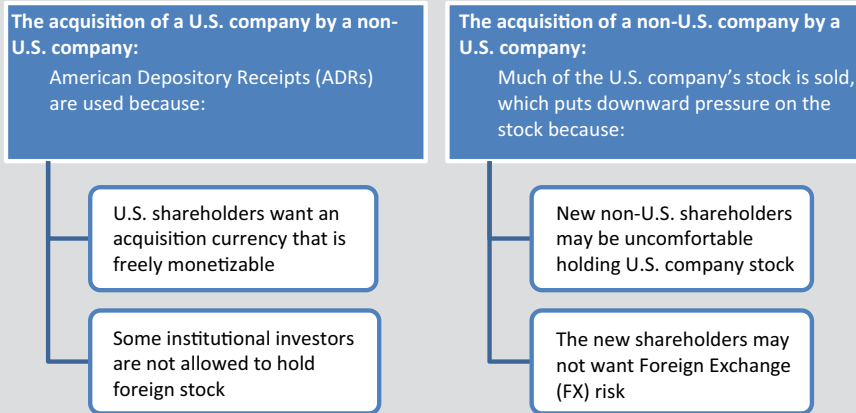 The acquisition of a U.S. company by a non-
U.S. company:
American Depository Receipts (ADRs)
are used because:
U.S. shareholders want an
acquisition currency that is
freely monetizable
Some institutional investors
are not allowed to hold
foreign stock
The acquisition of a non-U.S. company by a
U.S. company:
Much of the U.S. company's stock is sold,
which puts downward pressure on the
stock because:
New non-U.S. shareholders
may be uncomfortable
holding U.S. company stock
The new shareholders may
not want Foreign Exchange
(FX) risk